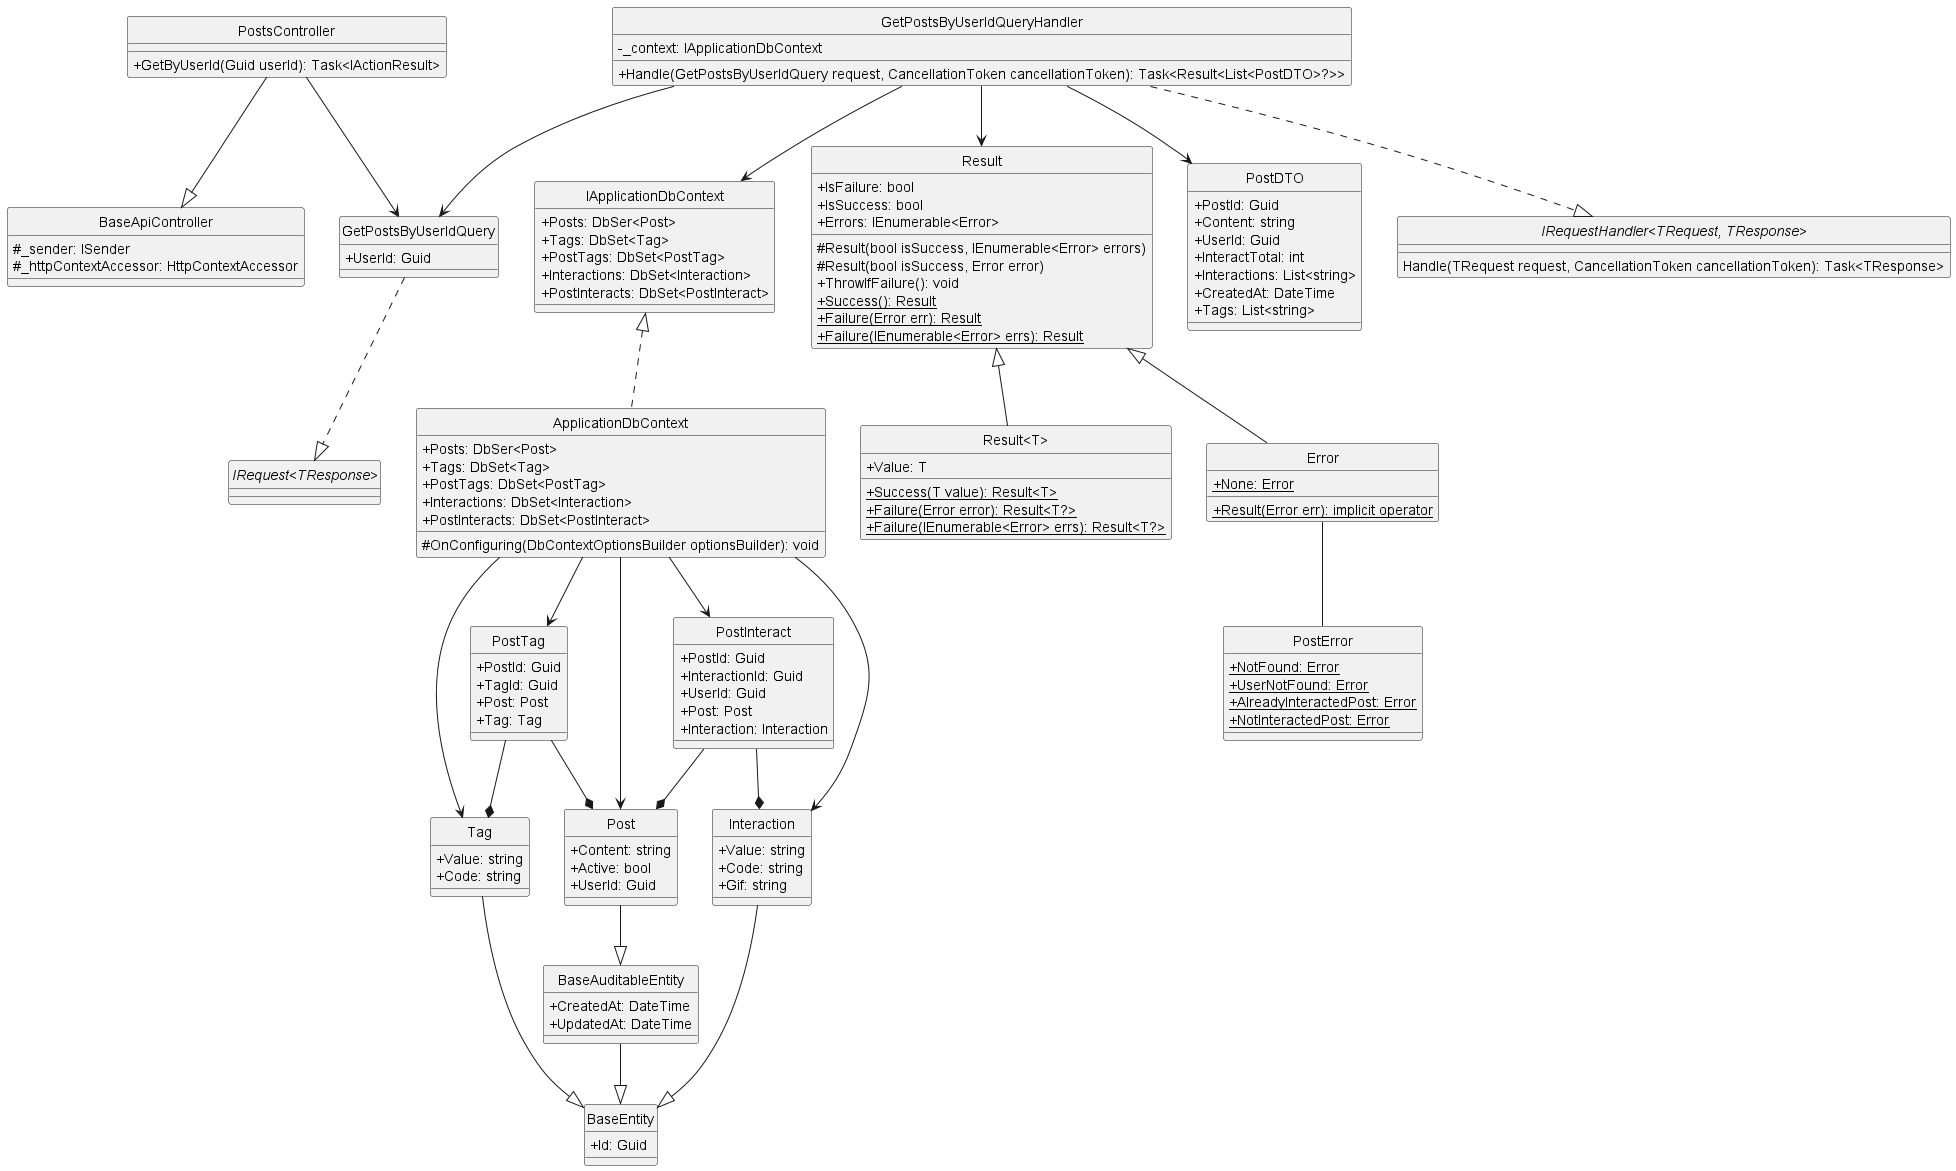 PostsController
+GetByUserId(Guid userId): Task<IActionResult>
GetPostsByUserIdQueryHandler
-_context: IApplicationDbContext
+Handle(GetPostsByUserIdQuery request, CancellationToken cancellationToken): Task<Result<List<PostDTO>?>>
BaseApiController
#_sender: ISender
#_httpContextAccessor: HttpContextAccessor
GetPostsByUserIdQuery
+UserId: Guid
IApplicationDbContext
+Posts: DbSer<Post>
+Tags: DbSet<Tag>
+PostTags: DbSet<PostTag>
+Interactions: DbSet<Interaction>
+PostInteracts: DbSet<PostInteract>
Result
+IsFailure: bool
+IsSuccess: bool
+Errors: IEnumerable<Error>
#Result(bool isSuccess, IEnumerable<Error> errors)
#Result(bool isSuccess, Error error)
+ThrowIfFailure(): void
+Success(): Result
+Failure(Error err): Result
+Failure(IEnumerable<Error> errs): Result
PostDTO
+PostId: Guid
+Content: string
+UserId: Guid
+InteractTotal: int
+Interactions: List<string>
+CreatedAt: DateTime
+Tags: List<string>
IRequestHandler<TRequest, TResponse>
Handle(TRequest request, CancellationToken cancellationToken): Task<TResponse>
IRequest<TResponse>
ApplicationDbContext
+Posts: DbSer<Post>
+Tags: DbSet<Tag>
+PostTags: DbSet<PostTag>
+Interactions: DbSet<Interaction>
+PostInteracts: DbSet<PostInteract>
#OnConfiguring(DbContextOptionsBuilder optionsBuilder): void
Result<T>
+Value: T
+Success(T value): Result<T>
+Failure(Error error): Result<T?>
+Failure(IEnumerable<Error> errs): Result<T?>
Error
+None: Error
+Result(Error err): implicit operator
PostTag
+PostId: Guid
+TagId: Guid
+Post: Post
+Tag: Tag
PostInteract
+PostId: Guid
+InteractionId: Guid
+UserId: Guid
+Post: Post
+Interaction: Interaction
PostError
+NotFound: Error
+UserNotFound: Error
+AlreadyInteractedPost: Error
+NotInteractedPost: Error
Tag
+Value: string
+Code: string
Post
+Content: string
+Active: bool
+UserId: Guid
Interaction
+Value: string
+Code: string
+Gif: string
BaseAuditableEntity
+CreatedAt: DateTime
+UpdatedAt: DateTime
BaseEntity
+Id: Guid